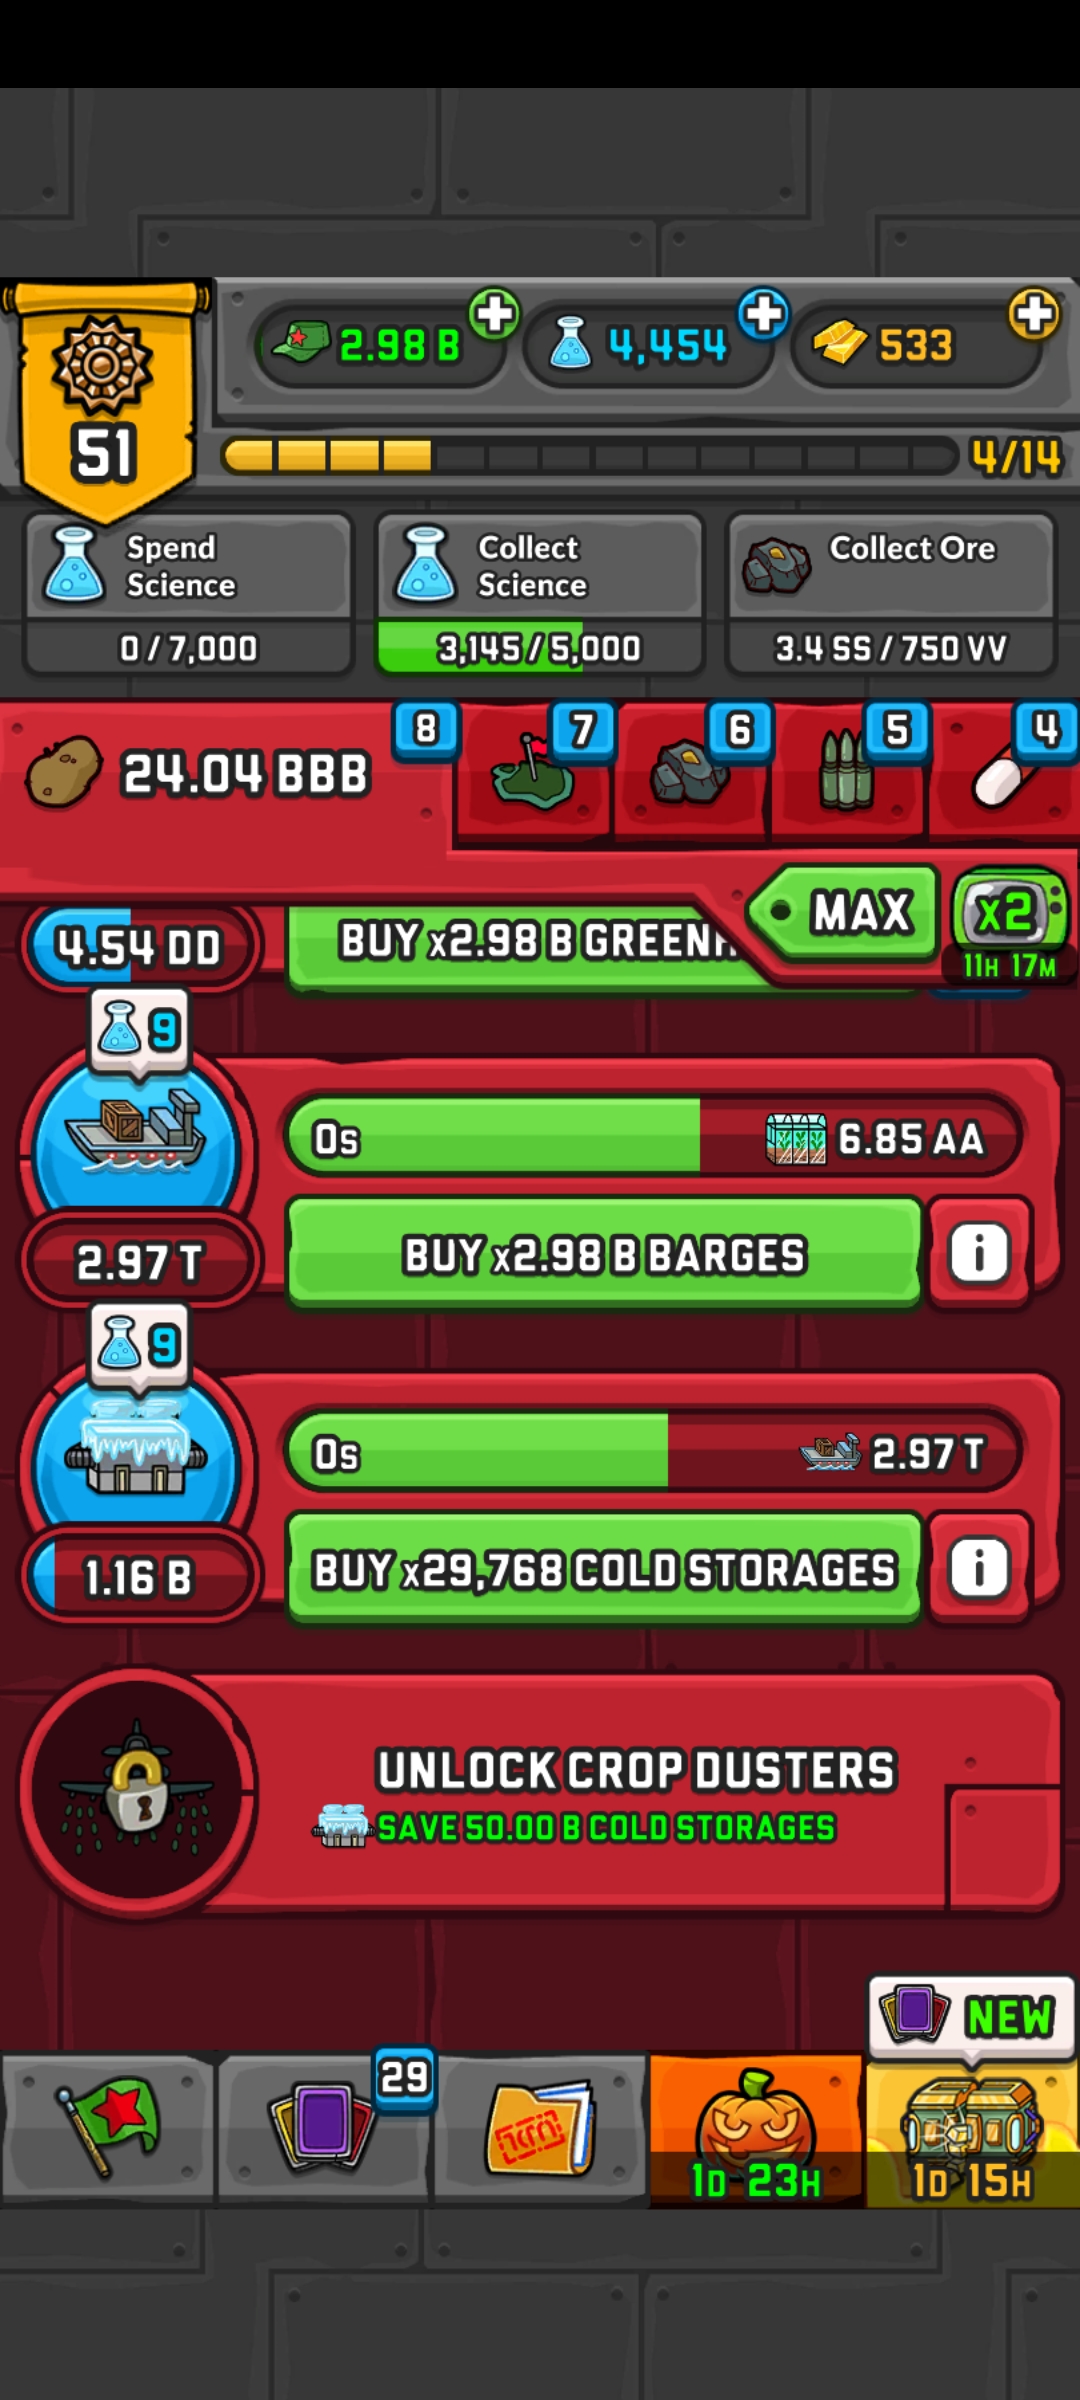 2.98 B
4,454
533
51
4/14
Spend
Science
0 / 7,000
Collect
Science
3,145 / 5,000
Collect Ore
3.4 SS / 750 VV
24.04 BBB
8
7
6
5
4
MAX
x2
11H 17M
4.54 DD
BUY x2.98 B GREENH
9
0s
6.85 AA
2.97 T
BUY x2.98 B BARGES
i
9
0s
2.97 T
1.16 B
BUY x29,768 COLD STORAGES
i
UNLOCK CROP DUSTERS
SAVE 50.00 B COLD STORAGES
NEW
29
1D 23H
1D 15H